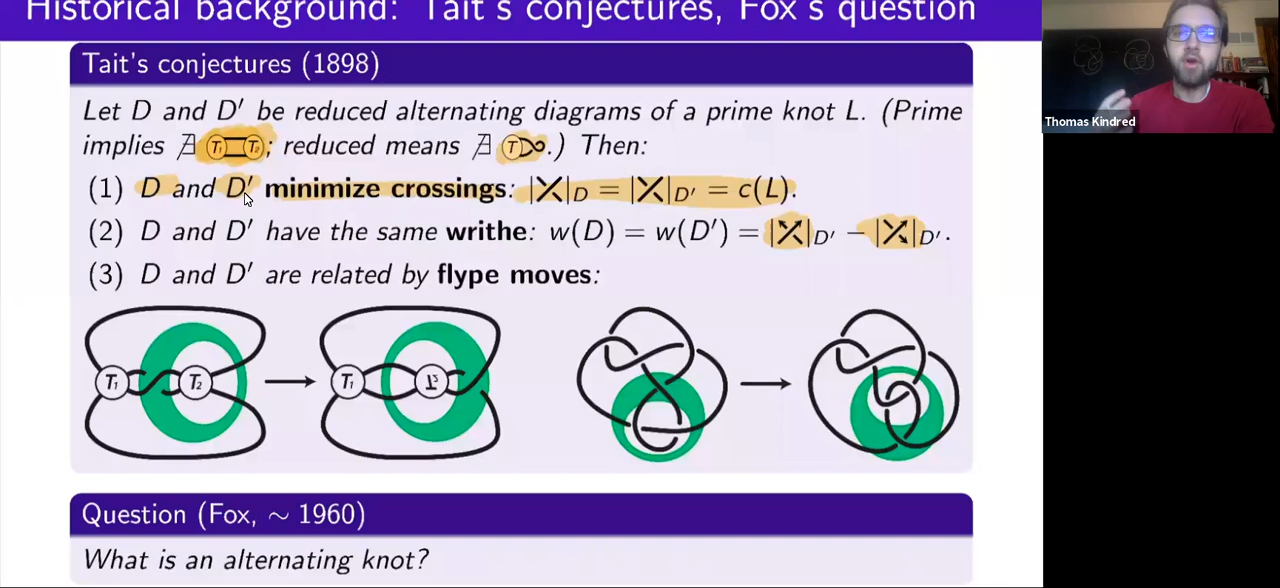 Historical background: Tait's conjectures, Fox's question
Tait's conjectures (1898)
Let D and D′ be reduced alternating diagrams of a prime knot L. (Prime
implies ∄ T₁ T₂; reduced means ∄ T.) Then:
(1) D and D′ minimize crossings: | |D = | |D′ = c(L).
(2) D and D′ have the same writhe: w(D) = w(D′) = | |D′ − | |D′.
(3) D and D′ are related by flype moves:
T₁ T₂ T₁
Question (Fox, ∼ 1960)
What is an alternating knot?
Thomas Kindred